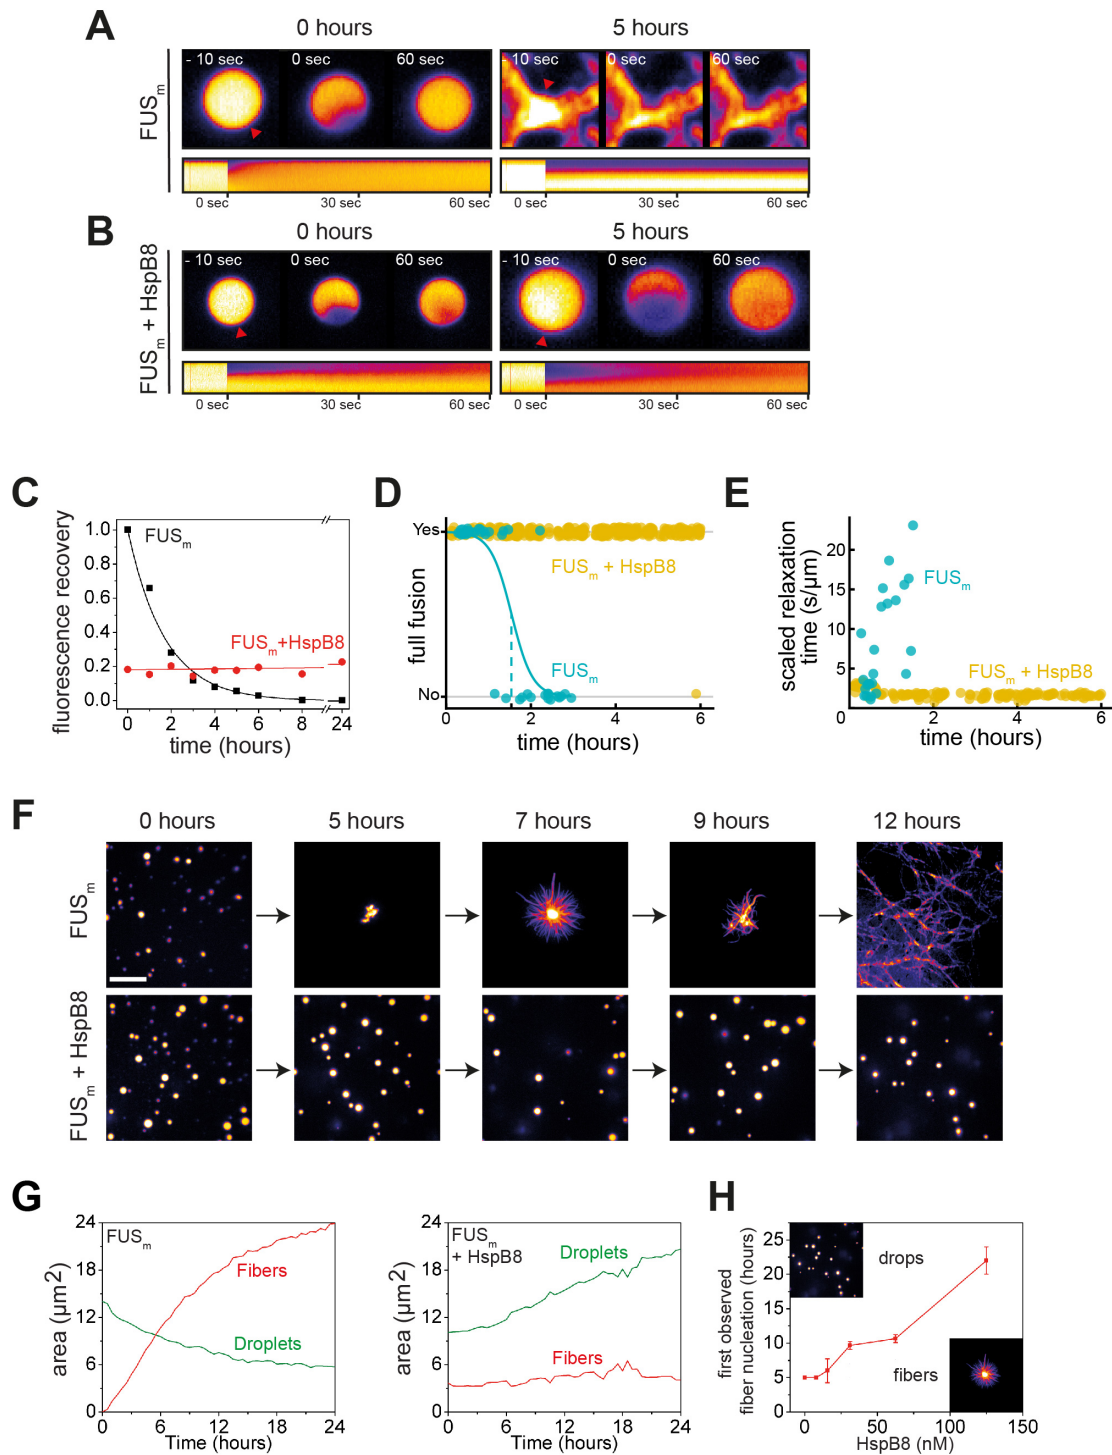 A
0 hours
5 hours
FUSm
- 10 sec
0 sec
60 sec
- 10 sec
0 sec
60 sec
0 sec
30 sec
60 sec
0 sec
30 sec
60 sec
B
0 hours
5 hours
FUSm + HspB8
- 10 sec
0 sec
60 sec
- 10 sec
0 sec
60 sec
0 sec
30 sec
60 sec
0 sec
30 sec
60 sec
C
fluorescence recovery
1.0
0.8
0.6
0.4
0.2
0.0
FUSm
FUSm+HspB8
0
2
4
6
8
24
time (hours)
D
full fusion
Yes
No
FUSm + HspB8
FUSm
0
2
4
6
time (hours)
E
scaled relaxation
time (s/µm)
20
15
10
5
0
FUSm
FUSm + HspB8
0
2
4
6
time (hours)
F
0 hours
5 hours
7 hours
9 hours
12 hours
FUSm
FUSm + HspB8
G
area (µm2)
24
18
12
6
0
FUSm
Fibers
Droplets
0
6
12
18
24
Time (hours)
area (µm2)
24
18
12
6
0
FUSm
+ HspB8
Droplets
Fibers
0
6
12
18
24
Time (hours)
H
first observed
fiber nucleation (hours)
25
20
15
10
5
0
drops
fibers
0
50
100
150
HspB8 (nM)